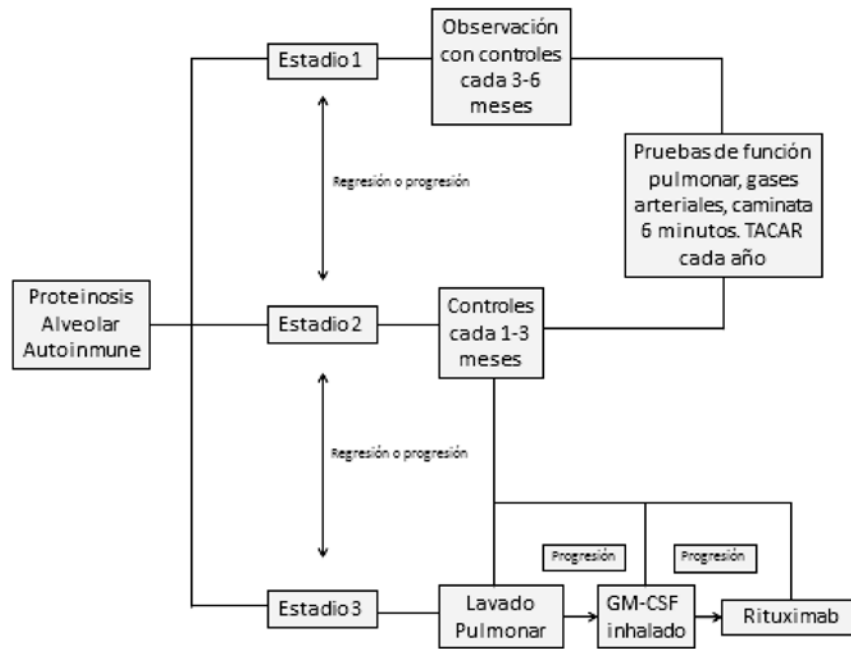 Estadio 1
Observación
con controles
cada 3-6
meses
Regresión o progresión
Pruebas de función
pulmonar, gases
arteriales, caminata
6 minutos. TACAR
cada año
Proteinosis
Alveolar
Autoinmune
Estadio 2
Controles
cada 1-3
meses
Regresión o progresión
Progresión
Progresión
Estadio 3
Lavado
Pulmonar
GM-CSF
inhalado
Rituximab